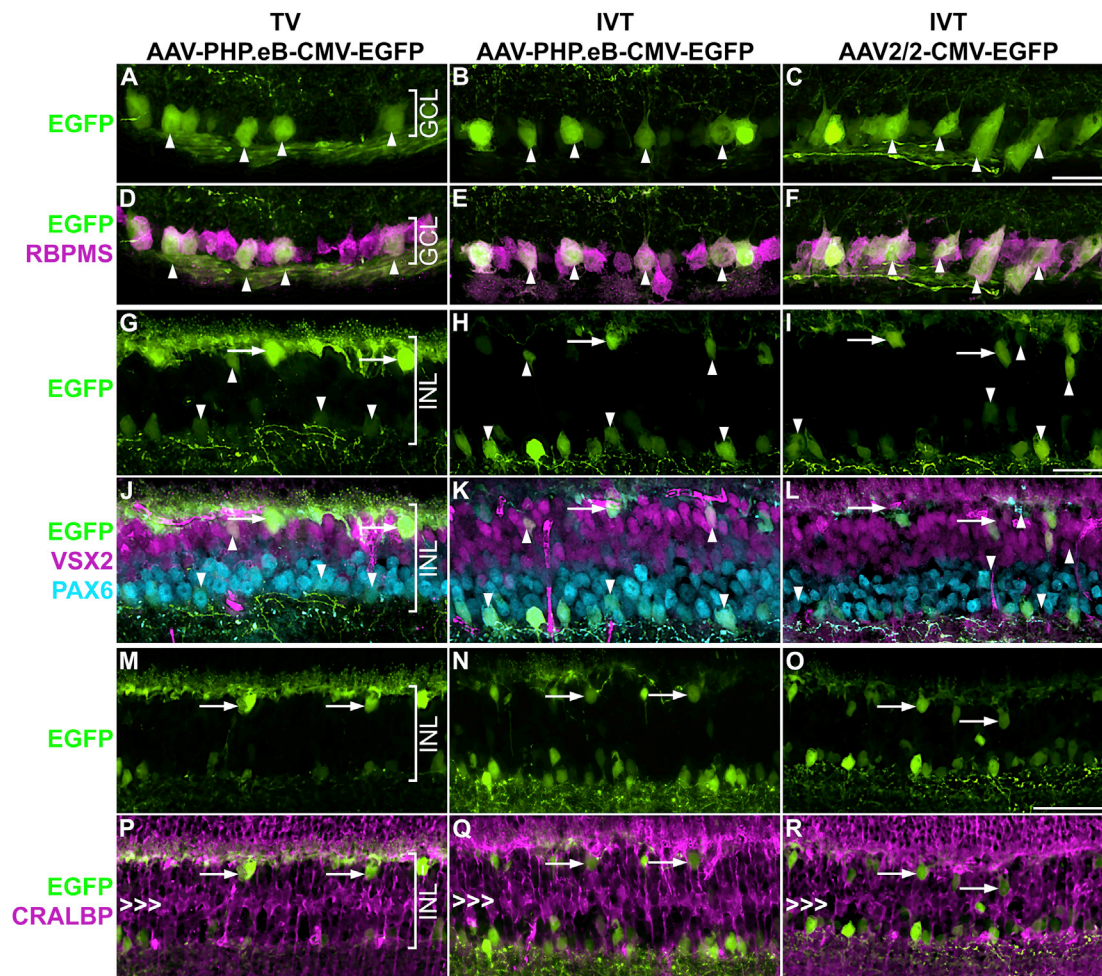 TV
AAV-PHP.eB-CMV-EGFP
IVT
AAV-PHP.eB-CMV-EGFP
IVT
AAV2/2-CMV-EGFP
EGFP
A
GCL
B
C
EGFP
RBPMS
D
GCL
E
F
EGFP
G
INL
H
I
EGFP
VSX2
PAX6
J
INL
K
L
EGFP
M
INL
N
O
EGFP
CRALBP
P
>>>
INL
Q
>>>
R
>>>